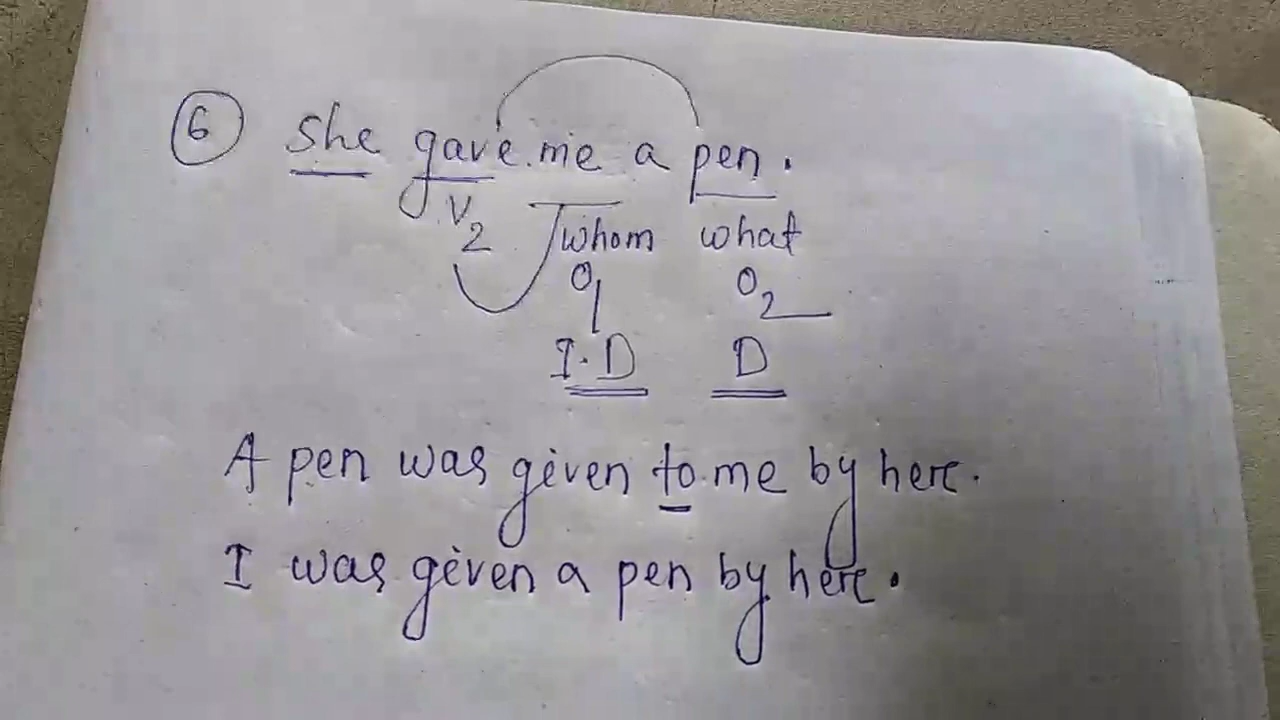 6 She gave me a pen.
V2 whom what
O1 O2
I.D D
A pen was given to me by here.
I was given a pen by here.